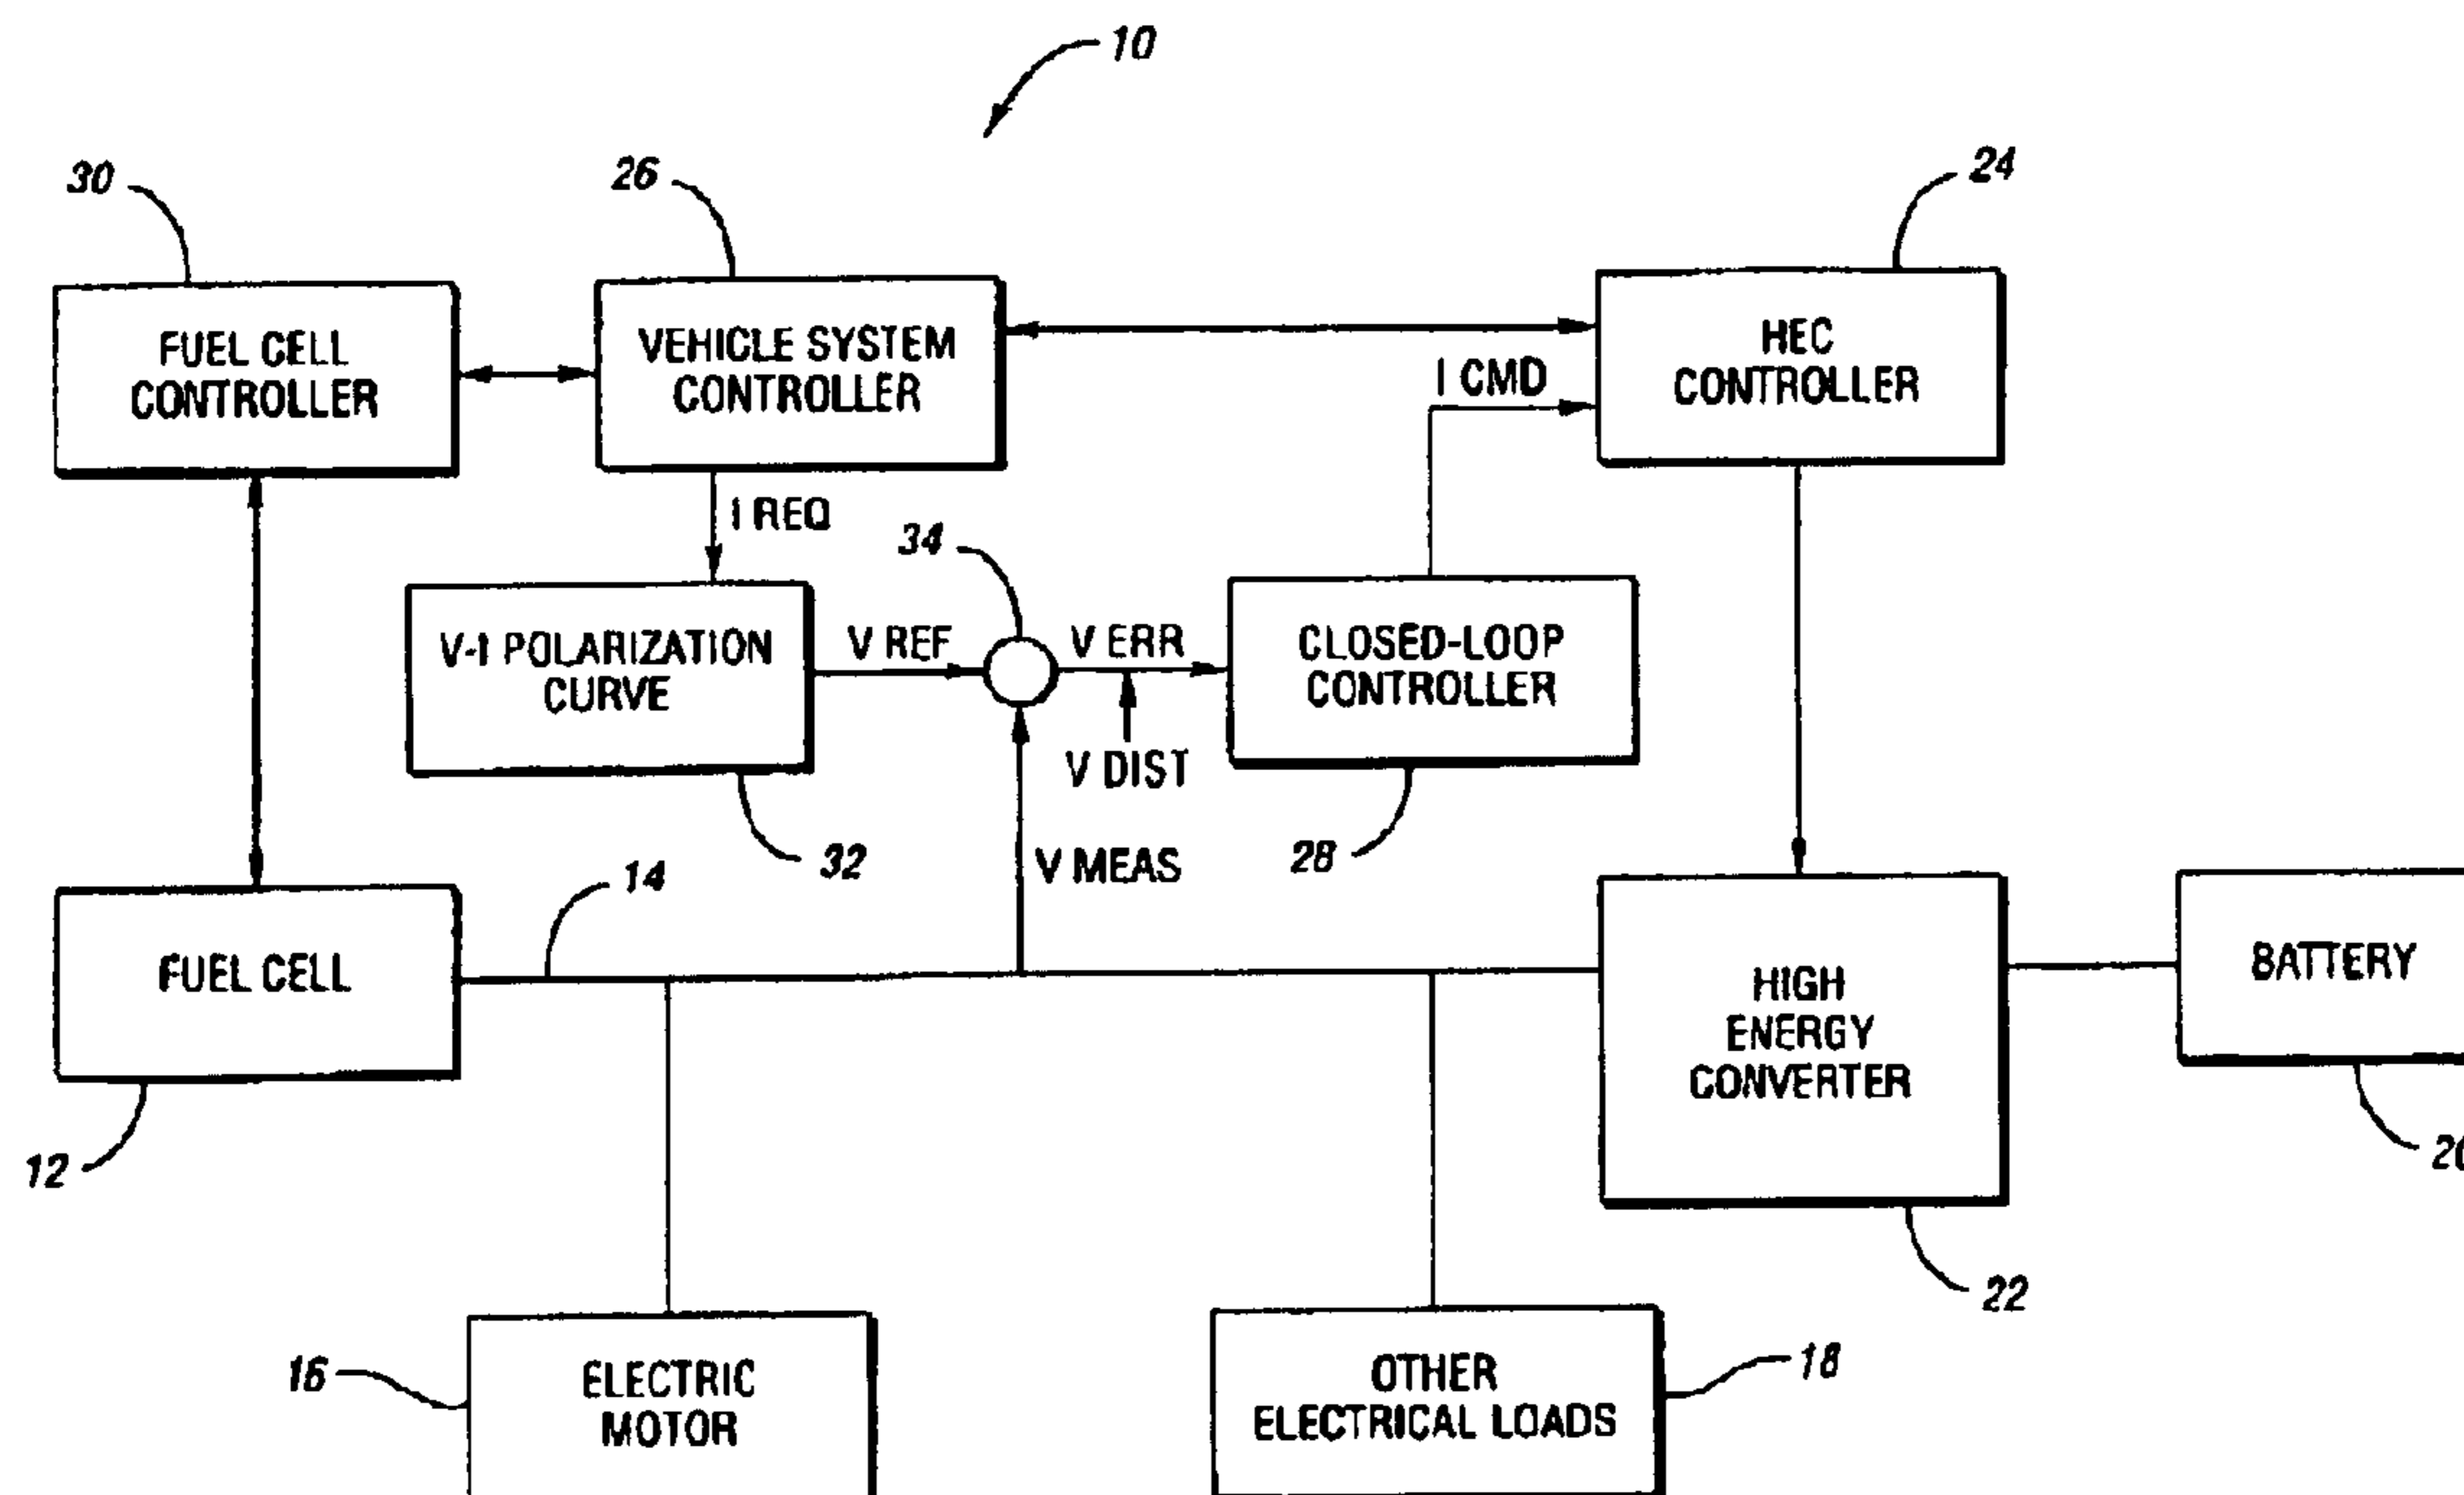 10
30
26
24
FUEL CELL
CONTROLLER
VEHICLE SYSTEM
CONTROLLER
HEC
CONTROLLER
I CMD
I REQ
34
V-I POLARIZATION
CURVE
V REF
V ERR
CLOSED-LOOP
CONTROLLER
V DIST
32
V MEAS
28
14
FUEL CELL
HIGH
ENERGY
CONVERTER
BATTERY
12
20
22
16
ELECTRIC
MOTOR
OTHER
ELECTRICAL LOADS
18